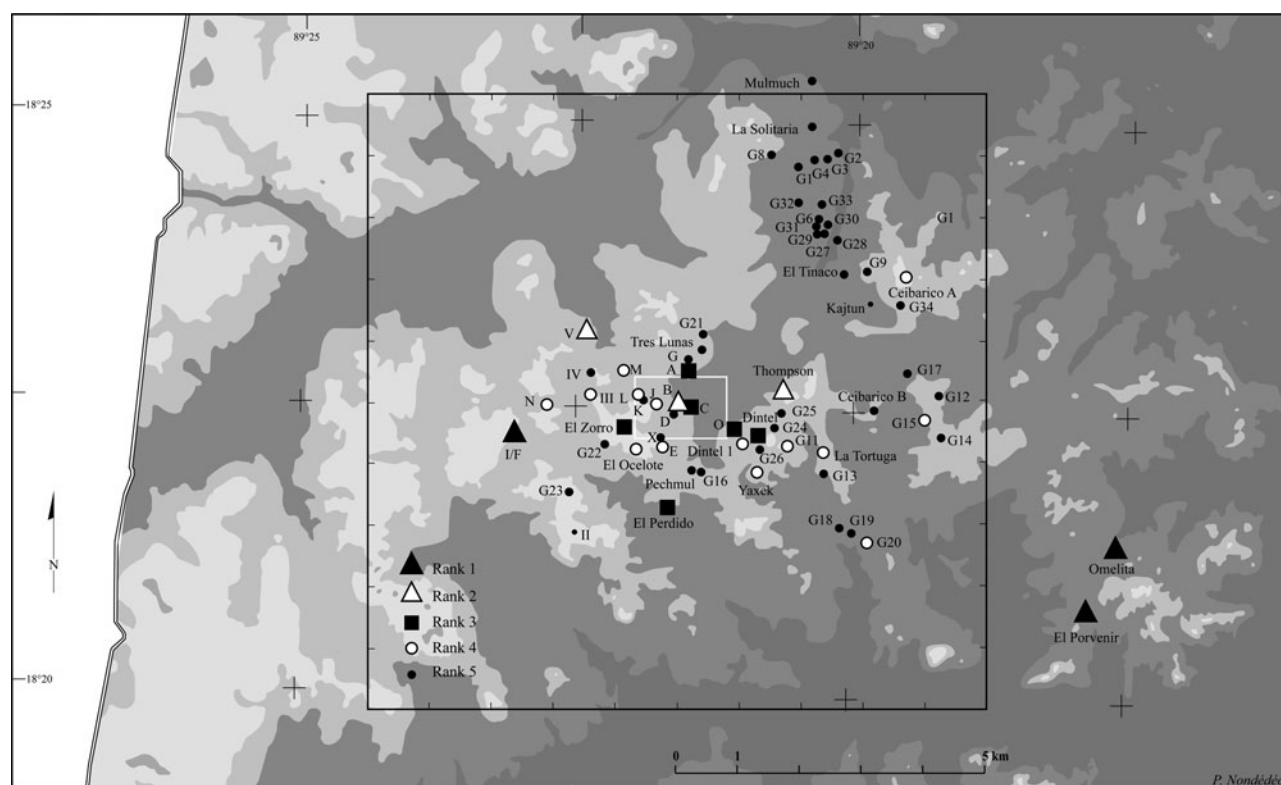 89°25
89°20
18°25
Mulmuch
La Solitaria
G8
G2
G3
G4
G1
G32
G33
G6
G30
G31
G29
G27
G28
G1
G9
El Tinaco
Ceibarico A
Kajtun
G34
G21
Tres Lunas
G
A
V
Thompson
IV
M
G17
III
L
J
B
C
N
K
D
Dintel
G25
Ceibarico B
G12
G24
G15
O
El Zorro
X
E
Dintel 1
G11
G14
I/F
G22
El Ocelote
G26
La Tortuga
Pechmul
G16
Yaxek
G13
G23
El Perdido
II
G18
G19
G20
N
Rank 1
Rank 2
Rank 3
Rank 4
Rank 5
Omelita
El Porvenir
18°20
0
1
5 km
P. Nondédéo